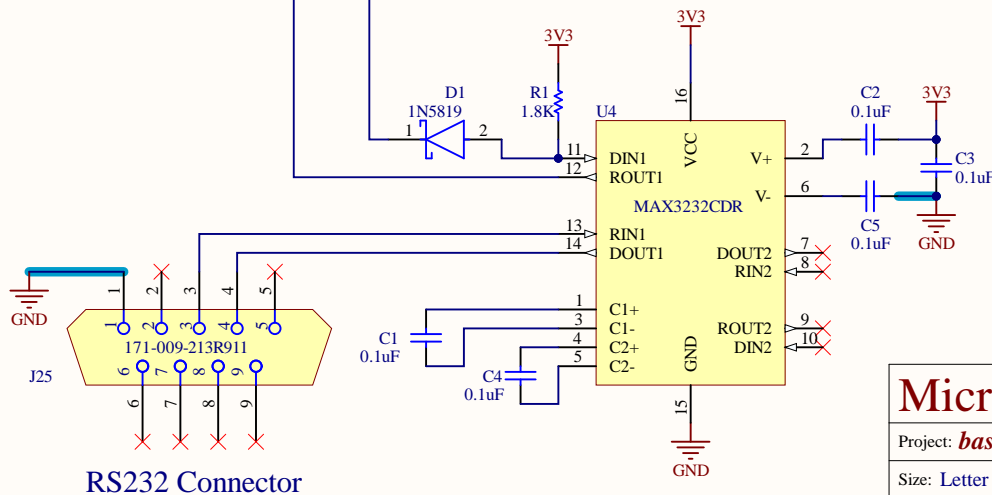 3V3
3V3
D1
1N5819
R1
1.8K
U4
C2
0.1uF
3V3
1
2
16
11
DIN1
VCC
V+
2
12
ROUT1
C3
0.1uF
MAX3232CDR
V-
6
C5
0.1uF
GND
13
RIN1
14
DOUT1
DOUT2
7
RIN2
8
GND
1
2
3
4
5
1
2
3
4
5
171-009-213R911
6
7
8
9
J25
6
7
8
9
C1
0.1uF
1
C1+
3
C1-
4
C2+
5
C2-
C4
0.1uF
ROUT2
9
DIN2
10
GND
15
GND
RS232 Connector
Micr
Project: bas
Size: Letter